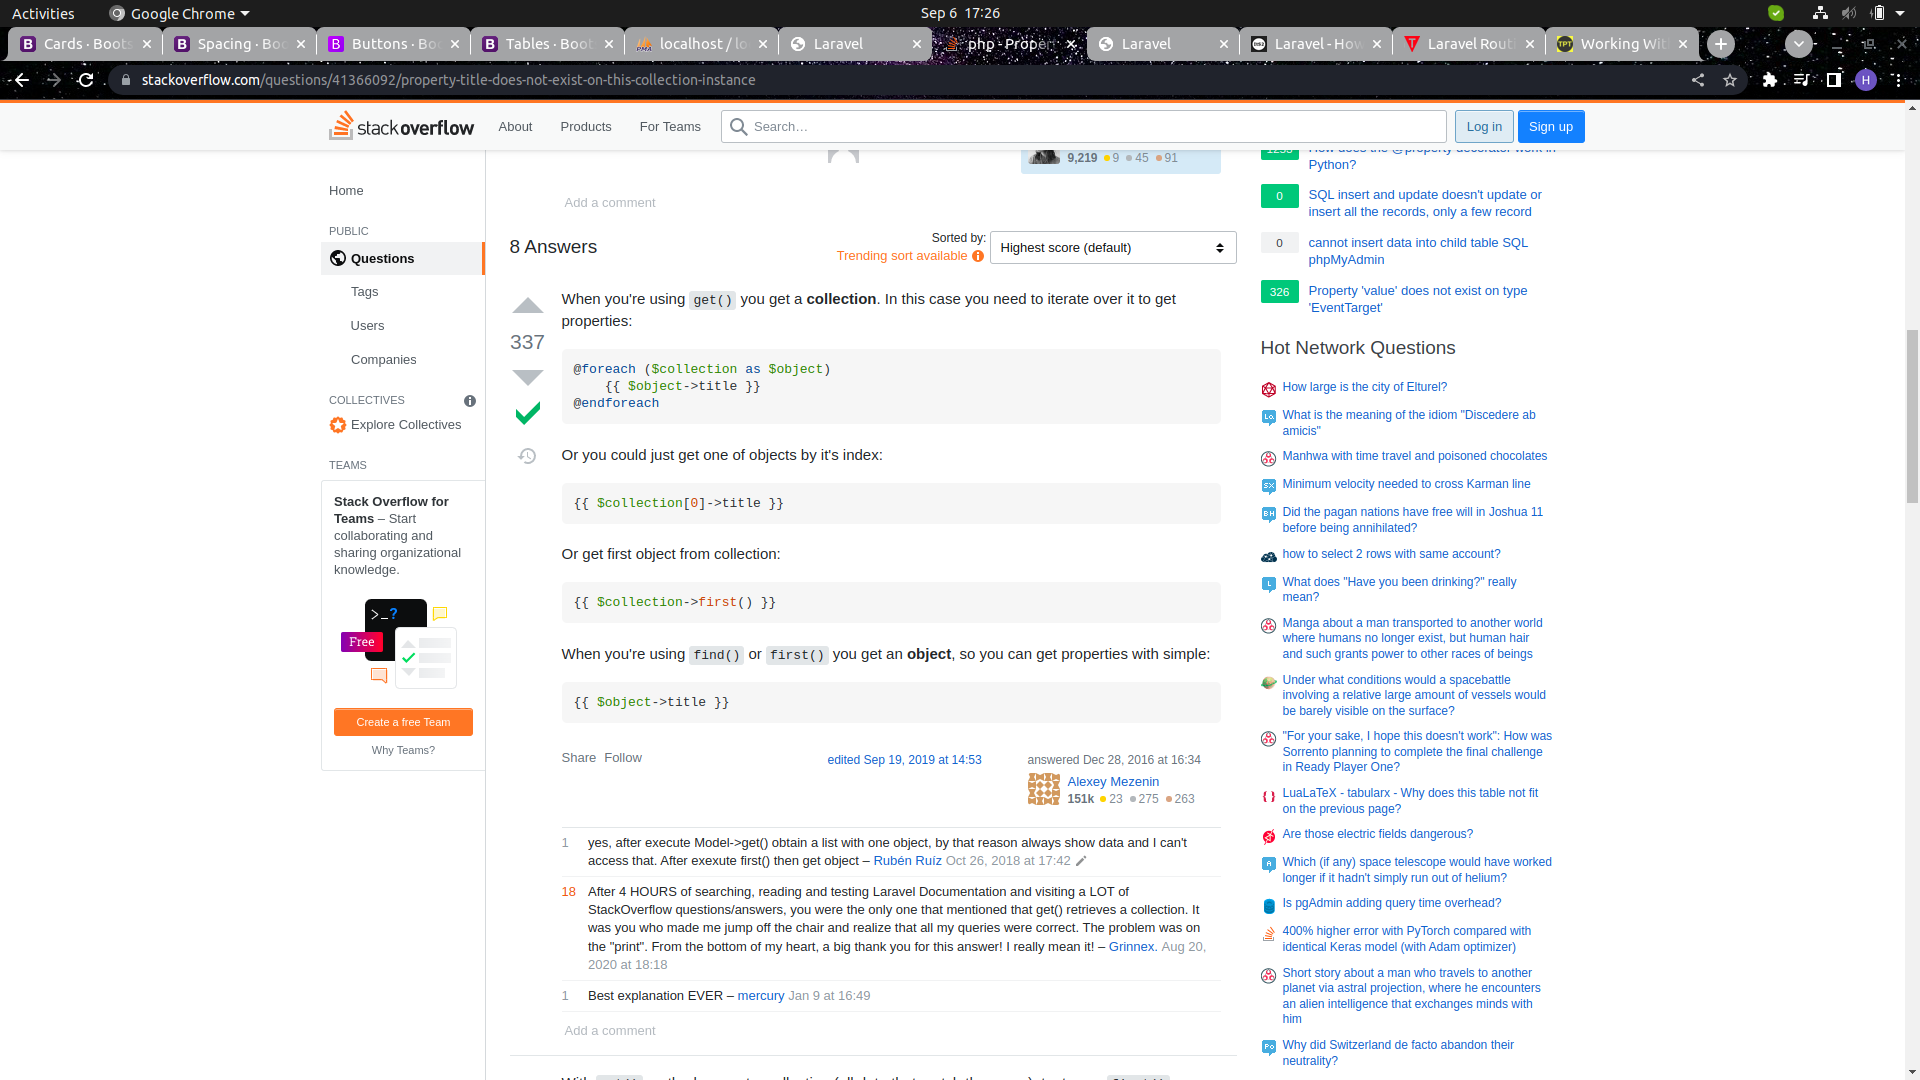 Activities
Google Chrome
Sep 6 17:26
Cards · Boots
Spacing · Boo
Buttons · Boo
Tables · Boot
localhost / lo
Laravel
php - Proper
Laravel
Laravel - How
Laravel Rout
Working Wit
stackoverflow.com/questions/41366092/property-title-does-not-exist-on-this-collection-instance
H
stackoverflow
About
Products
For Teams
Search…
Log in
Sign up
Home
PUBLIC
Questions
Tags
Users
Companies
COLLECTIVES
Explore Collectives
TEAMS
Stack Overflow for
Teams – Start
collaborating and
sharing organizational
knowledge.
>_?
Free
Create a free Team
Why Teams?
9,219 9 45 91
Add a comment
8 Answers
Sorted by:
Trending sort available
Highest score (default)
337
When you're using get() you get a collection. In this case you need to iterate over it to get
properties:
@foreach ($collection as $object)
{{ $object->title }}
@endforeach
Or you could just get one of objects by it's index:
{{ $collection[0]->title }}
Or get first object from collection:
{{ $collection->first() }}
When you're using find() or first() you get an object, so you can get properties with simple:
{{ $object->title }}
Share Follow
edited Sep 19, 2019 at 14:53
answered Dec 28, 2016 at 16:34
Alexey Mezenin
151k 23 275 263
1 yes, after execute Model->get() obtain a list with one object, by that reason always show data and I can't
access that. After exexute first() then get object – Rubén Ruíz Oct 26, 2018 at 17:42
18 After 4 HOURS of searching, reading and testing Laravel Documentation and visiting a LOT of
StackOverflow questions/answers, you were the only one that mentioned that get() retrieves a collection. It
was you who made me jump off the chair and realize that all my queries were correct. The problem was on
the "print". From the bottom of my heart, a big thank you for this answer! I really mean it! – Grinnex. Aug 20,
2020 at 18:18
1 Best explanation EVER – mercury Jan 9 at 16:49
Add a comment
How does the @property decorator work in
Python?
0 SQL insert and update doesn't update or
insert all the records, only a few record
0 cannot insert data into child table SQL
phpMyAdmin
326 Property 'value' does not exist on type
'EventTarget'
Hot Network Questions
How large is the city of Elturel?
What is the meaning of the idiom "Discedere ab
amicis"
Manhwa with time travel and poisoned chocolates
Minimum velocity needed to cross Karman line
Did the pagan nations have free will in Joshua 11
before being annihilated?
how to select 2 rows with same account?
What does "Have you been drinking?" really
mean?
Manga about a man transported to another world
where humans no longer exist, but human hair
and such grants power to other races of beings
Under what conditions would a spacebattle
involving a relative large amount of vessels would
be barely visible on the surface?
"For your sake, I hope this doesn't work": How was
Sorrento planning to complete the final challenge
in Ready Player One?
LuaLaTeX - tabularx - Why does this table not fit
on the previous page?
Are those electric fields dangerous?
Which (if any) space telescope would have worked
longer if it hadn't simply run out of helium?
Is pgAdmin adding query time overhead?
400% higher error with PyTorch compared with
identical Keras model (with Adam optimizer)
Short story about a man who travels to another
planet via astral projection, where he encounters
an alien intelligence that exchanges minds with
him
Why did Switzerland de facto abandon their
neutrality?